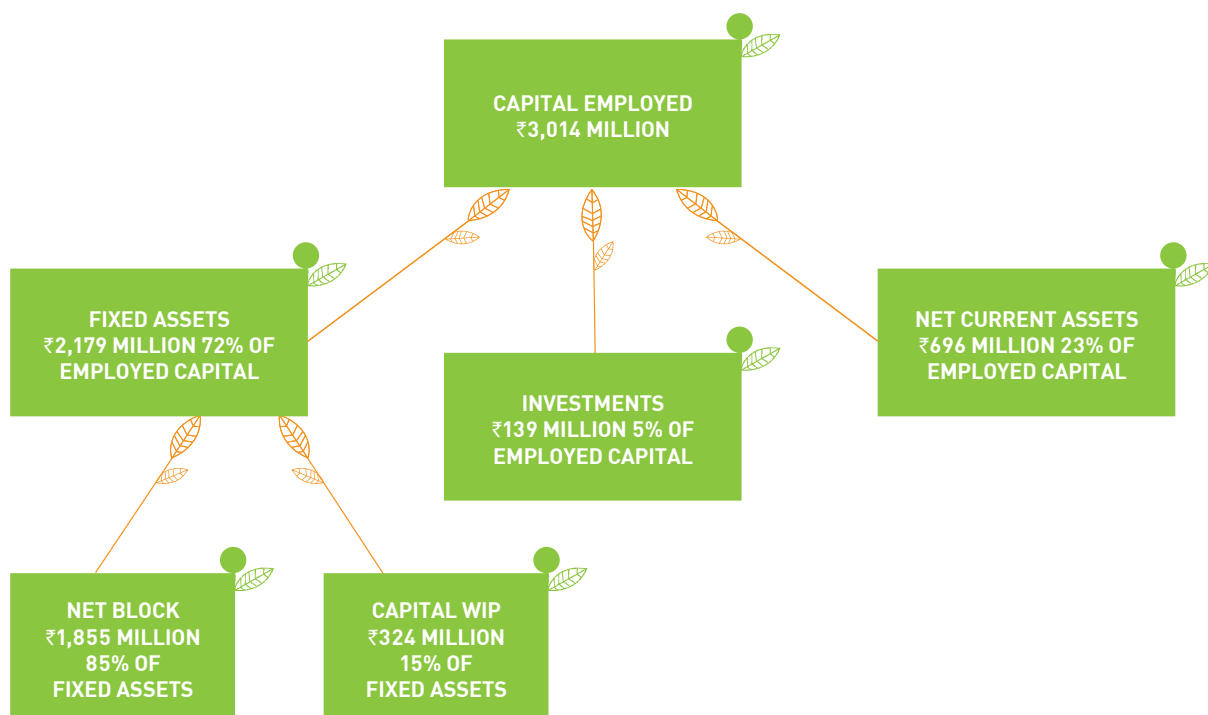 CAPITAL EMPLOYED
₹3,014 MILLION
FIXED ASSETS
₹2,179 MILLION 72% OF
EMPLOYED CAPITAL
INVESTMENTS
₹139 MILLION 5% OF
EMPLOYED CAPITAL
NET CURRENT ASSETS
₹696 MILLION 23% OF
EMPLOYED CAPITAL
NET BLOCK
₹1,855 MILLION
85% OF
FIXED ASSETS
CAPITAL WIP
₹324 MILLION
15% OF
FIXED ASSETS